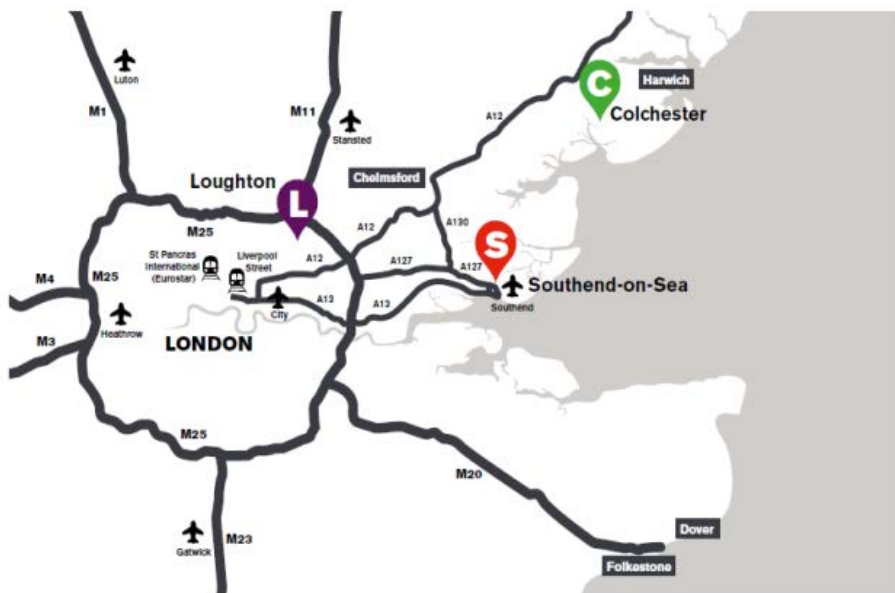 Luton
M1
M11
Stansted
Harwich
C
Colchester
A12
Loughton
Chelmsford
L
M25
A12
A130
S
St Pancras
International
(Eurostar)
Liverpool
Street
A12
A127
A127
Southend-on-Sea
Southend
M4
M25
A13
City
A13
Heathrow
M3
LONDON
M25
M20
Gatwick
M23
Dover
Folkestone